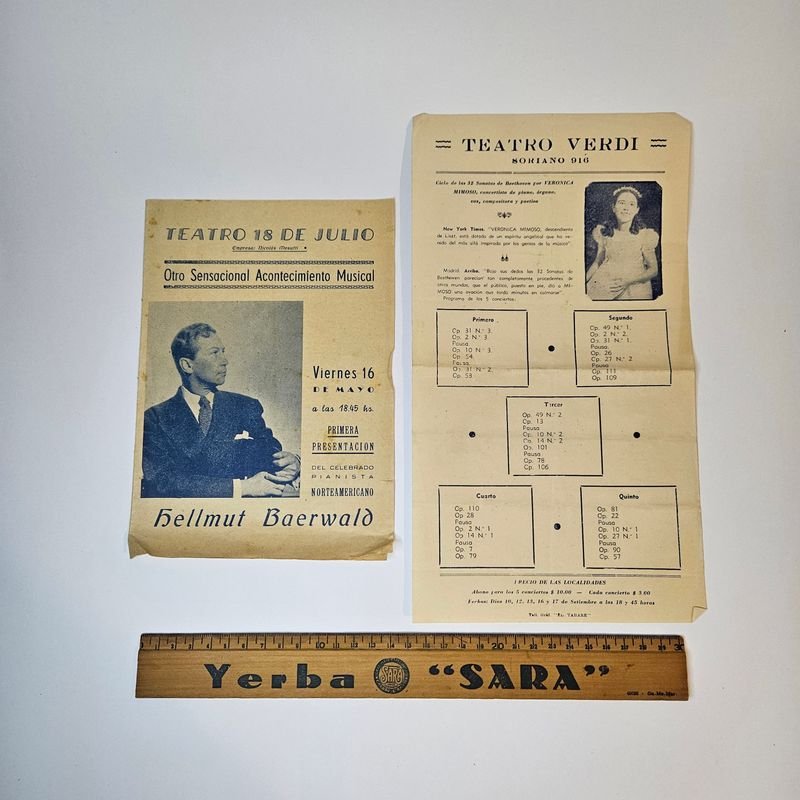 TEATRO 18 DE JULIO
Empresa: Nicolás Mesutti
Otro Sensacional Acontecimiento Musical
Viernes 16
DE MAYO
a las 18.45 hs.
PRIMERA
PRESENTACION
DEL CELEBRADO
PIANISTA
NORTEAMERICANO
Hellmut Baerwald
TEATRO VERDI
SORIANO 916
Ciclo de las 32 Sonatas de Beethoven por VERONICA
MIMOSO, concertista de piano, órgano,
voz, compositora y poetisa
New York Times. "VERONICA MIMOSO, descendiente
de Liszt, está dotada de un espíritu angelical que ha ve-
nido del más allá inspirada por los genios de la música".
Madrid. Arriba. "Bajo sus dedos las 32 Sonatas de
Beethoven parecían tan completamente procedentes de
otros mundos, que el público, puesto en pie, dió a MI-
MOSO una ovación que tardó minutos en calmarse".
Programa de los 5 conciertos:
Primero
Op. 31 N.º 3.
Op. 2 N.º 3.
Pausa
Op. 10 N.º 3.
Op. 54.
Pausa.
Op. 31 N.º 2.
Op. 53
Segundo
Op. 49 N.º 1.
Op. 2 N.º 2.
Op. 31 N.º 1.
Pausa.
Op. 26
Op. 27 N.º 2
Pausa
Op. 111
Op. 109
Tercer
Op. 49 N.º 2.
Op. 13
Pausa
Op. 10 N.º 2
Op. 14 N.º 2
Op. 101
Pausa
Op. 78
Op. 106
Cuarto
Op. 110
Op. 28
Pausa
Op. 2 N.º 1
Op. 14 N.º 1
Pausa
Op. 7
Op. 79
Quinto
Op. 81
Op. 22
Pausa
Op. 10 N.º 1
Op. 27 N.º 1
Pausa
Op. 90
Op. 57
PRECIO DE LAS LOCALIDADES
Abono para los 5 conciertos $ 10.00 — Cada concierto $ 3.00
Fechas: Días 10, 12, 13, 16 y 17 de Setiembre a las 18 y 45 horas
Tall. Gráf. "EL TABARÉ"
10 20 30
Yerba SARA "SARA"